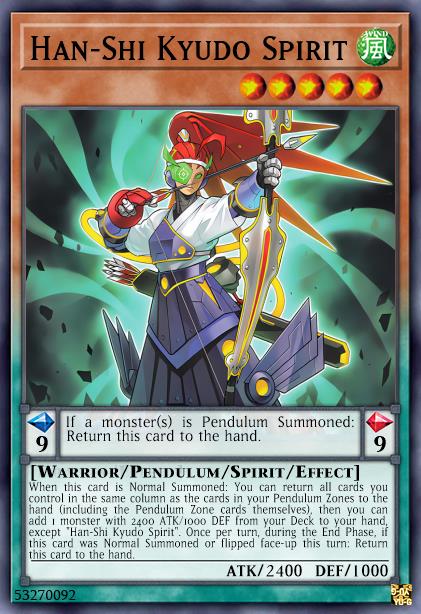 Han-Shi Kyudo Spirit
WIND
風
If a monster(s) is Pendulum Summoned:
Return this card to the hand.
9
9
[Warrior/Pendulum/Spirit/Effect]
When this card is Normal Summoned: You can return all cards you
control in the same column as the cards in your Pendulum Zones to the
hand (including the Pendulum Zone cards themselves), then you can
add 1 monster with 2400 ATK/1000 DEF from your Deck to your hand,
except "Han-Shi Kyudo Spirit". Once per turn, during the End Phase, if
this card was Normal Summoned or flipped face-up this turn: Return
this card to the hand.
ATK/2400 DEF/1000
53270092